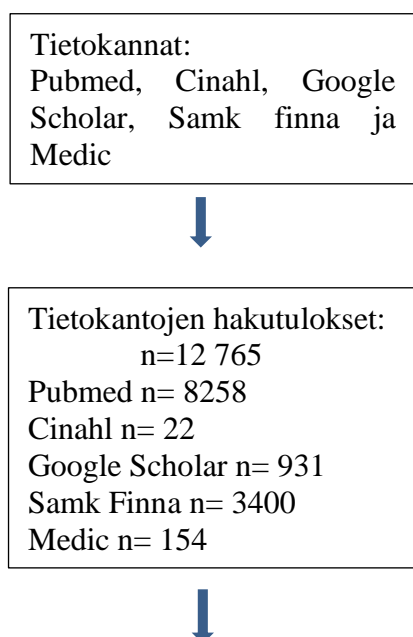 Tietokannat:
Pubmed, Cinahl, Google
Scholar, Samk finna ja
Medic
Tietokantojen hakutulokset:
n=12 765
Pubmed n= 8258
Cinahl n= 22
Google Scholar n= 931
Samk Finna n= 3400
Medic n= 154